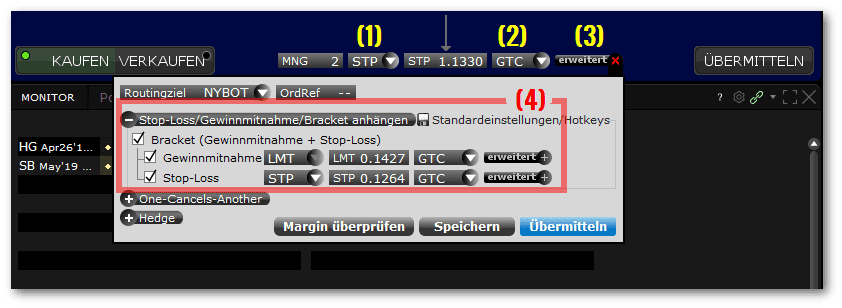 (1) (2) (3)
KAUFEN VERKAUFEN MNG 2 STP STP 1.1330 GTC erweitert ÜBERMITTELN
MONITOR ?
Routingziel NYBOT OrdRef --
(4)
Stop-Loss/Gewinnmitnahme/Bracket anhängen Standardeinstellungen/Hotkeys
HG Apr26'1...
Bracket (Gewinnmitnahme + Stop-Loss)
SB May'19 ...
Gewinnmitnahme LMT LMT 0.1427 GTC erweitert +
Stop-Loss STP STP 0.1264 GTC erweitert +
One-Cancels-Another
Hedge
Margin überprüfen Speichern Übermitteln